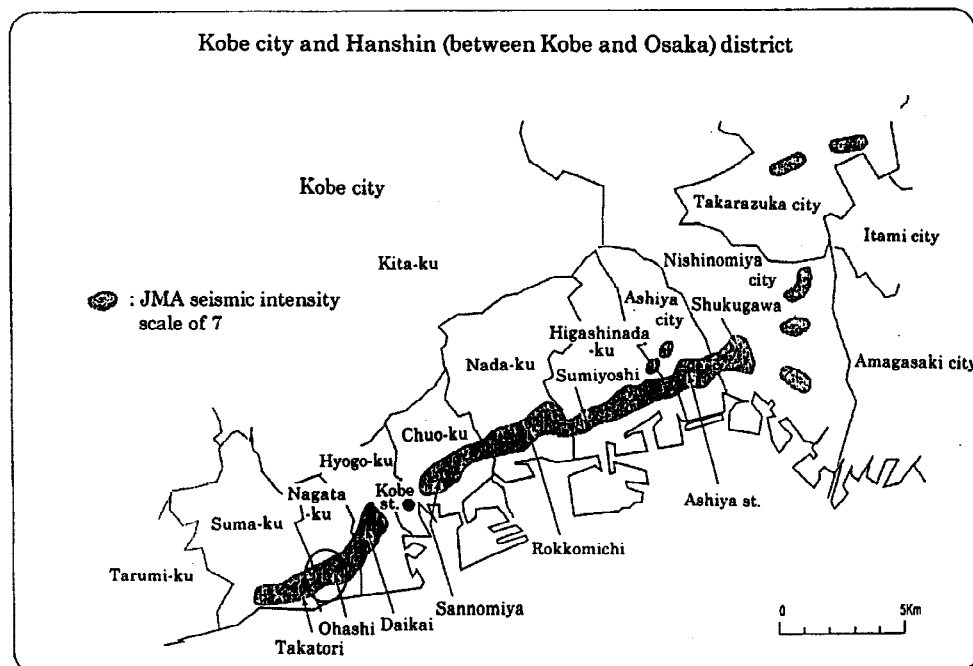 Kobe city and Hanshin (between Kobe and Osaka) district
Kobe city
Takarazuka city
Itami city
Kita-ku
Nishinomiya
city
: JMA seismic intensity
scale of 7
Ashiya
city
Shukugawa
Higashinada
-ku
Nada-ku
Sumiyoshi
Amagasaki city
Chuo-ku
Hyogo-ku
Kobe
st.
Nagata
-ku
Ashiya st.
Suma-ku
Rokkomichi
Tarumi-ku
Sannomiya
Daikai
Ohashi
Takatori
0
5Km